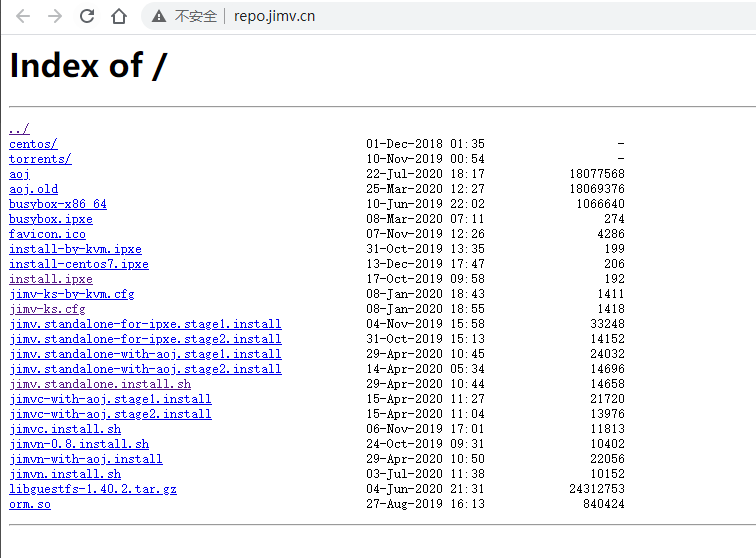 不安全 | repo.jimv.cn
Index of /
../
centos/ 01-Dec-2018 01:35 -
torrents/ 10-Nov-2019 00:54 -
aoj 22-Jul-2020 18:17 18077568
aoj.old 25-Mar-2020 12:27 18069376
busybox-x86_64 10-Jun-2019 22:02 1066640
busybox.ipxe 08-Mar-2020 07:11 274
favicon.ico 07-Nov-2019 12:26 4286
install-by-kvm.ipxe 31-Oct-2019 13:35 199
install-centos7.ipxe 13-Dec-2019 17:47 206
install.ipxe 17-Oct-2019 09:58 192
jimv-ks-by-kvm.cfg 08-Jan-2020 18:43 1411
jimv-ks.cfg 08-Jan-2020 18:55 1418
jimv.standalone-for-ipxe.stage1.install 04-Nov-2019 15:58 33248
jimv.standalone-for-ipxe.stage2.install 31-Oct-2019 15:13 14152
jimv.standalone-with-aoj.stage1.install 29-Apr-2020 10:45 24032
jimv.standalone-with-aoj.stage2.install 14-Apr-2020 05:34 14696
jimv.standalone.install.sh 29-Apr-2020 10:44 14658
jimvc-with-aoj.stage1.install 15-Apr-2020 11:27 21720
jimvc-with-aoj.stage2.install 15-Apr-2020 11:04 13976
jimvc.install.sh 06-Nov-2019 17:01 11813
jimvn-0.8.install.sh 24-Oct-2019 09:31 10402
jimvn-with-aoj.install 29-Apr-2020 10:50 22056
jimvn.install.sh 03-Jul-2020 11:38 10152
libguestfs-1.40.2.tar.gz 04-Jun-2020 21:31 24312753
orm.so 27-Aug-2019 16:13 840424